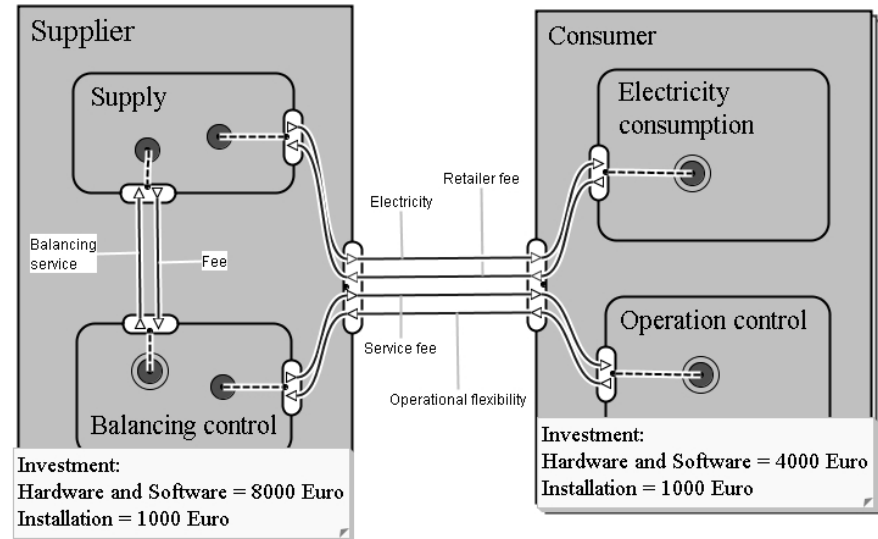 Supplier
Supply
Balancing
service
Fee
Balancing control
Investment:
Hardware and Software = 8000 Euro
Installation = 1000 Euro
Electricity
Retailer fee
Service fee
Operational flexibility
Consumer
Electricity
consumption
Operation control
Investment:
Hardware and Software = 4000 Euro
Installation = 1000 Euro